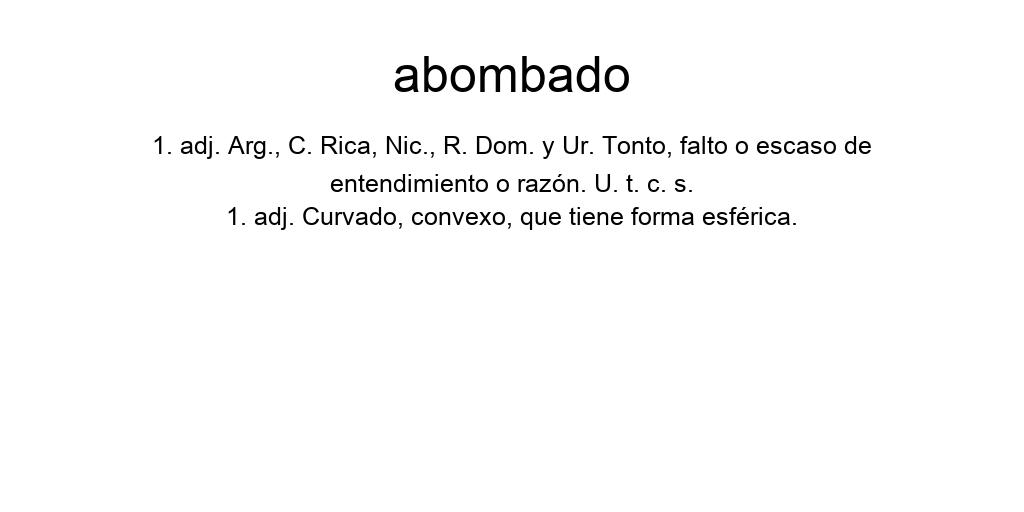 abombado
1. adj. Arg., C. Rica, Nic., R. Dom. y Ur. Tonto, falto o escaso de
entendimiento o razón. U. t. c. s.
1. adj. Curvado, convexo, que tiene forma esférica.